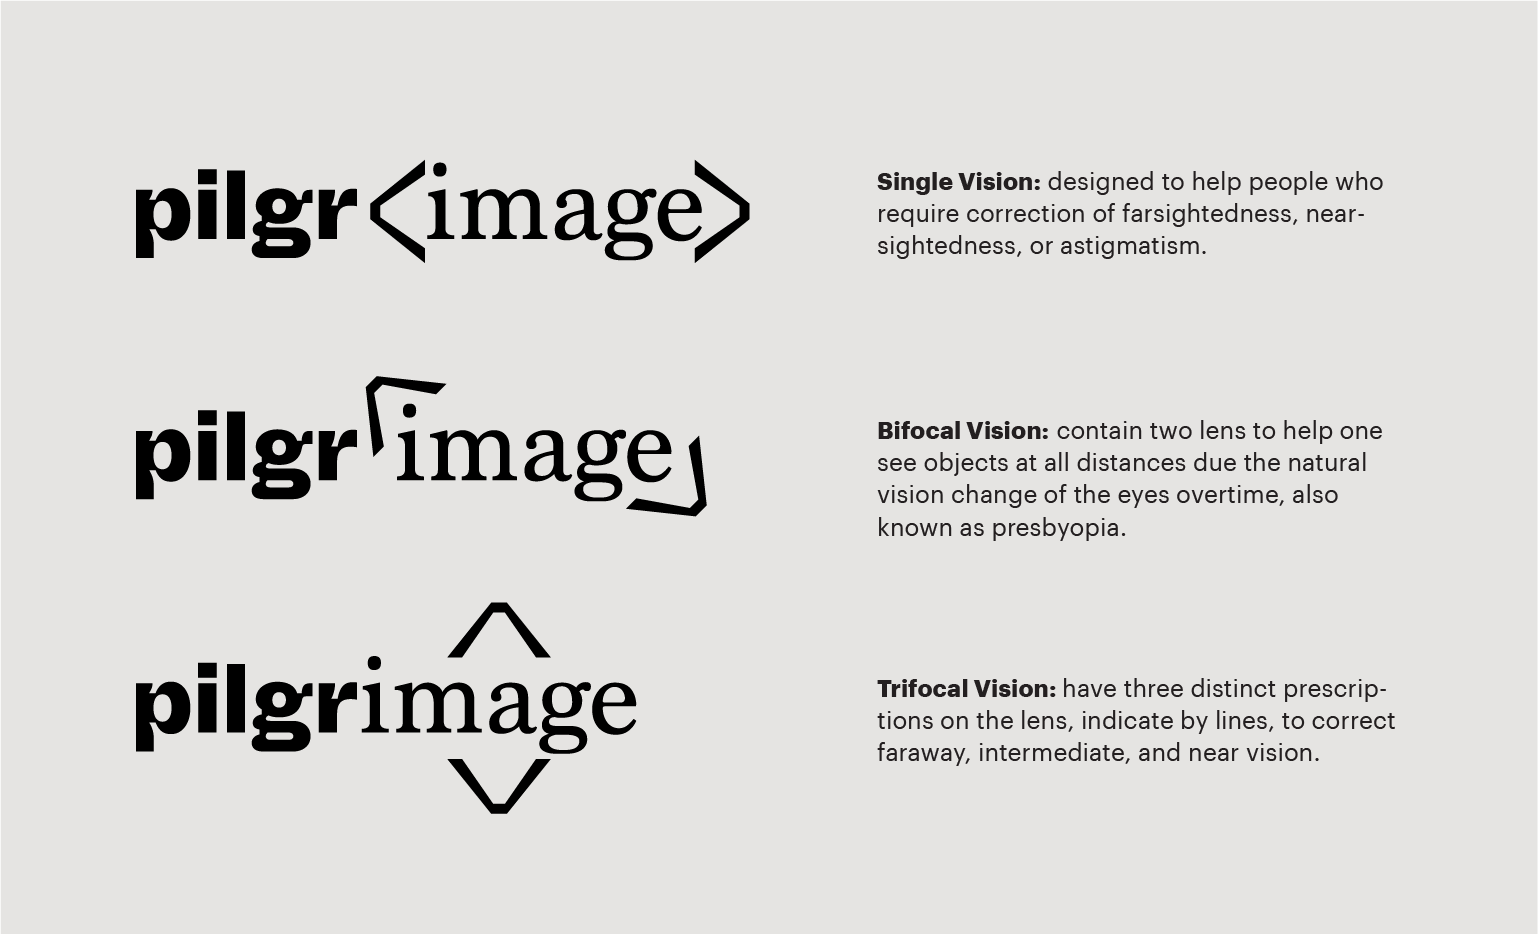 pilgr<image>
Single Vision: designed to help people who
require correction of farsightedness, near-
sightedness, or astigmatism.
pilgrimage
Bifocal Vision: contain two lens to help one
see objects at all distances due the natural
vision change of the eyes overtime, also
known as presbyopia.
pilgrimage
Trifocal Vision: have three distinct prescrip-
tions on the lens, indicate by lines, to correct
faraway, intermediate, and near vision.